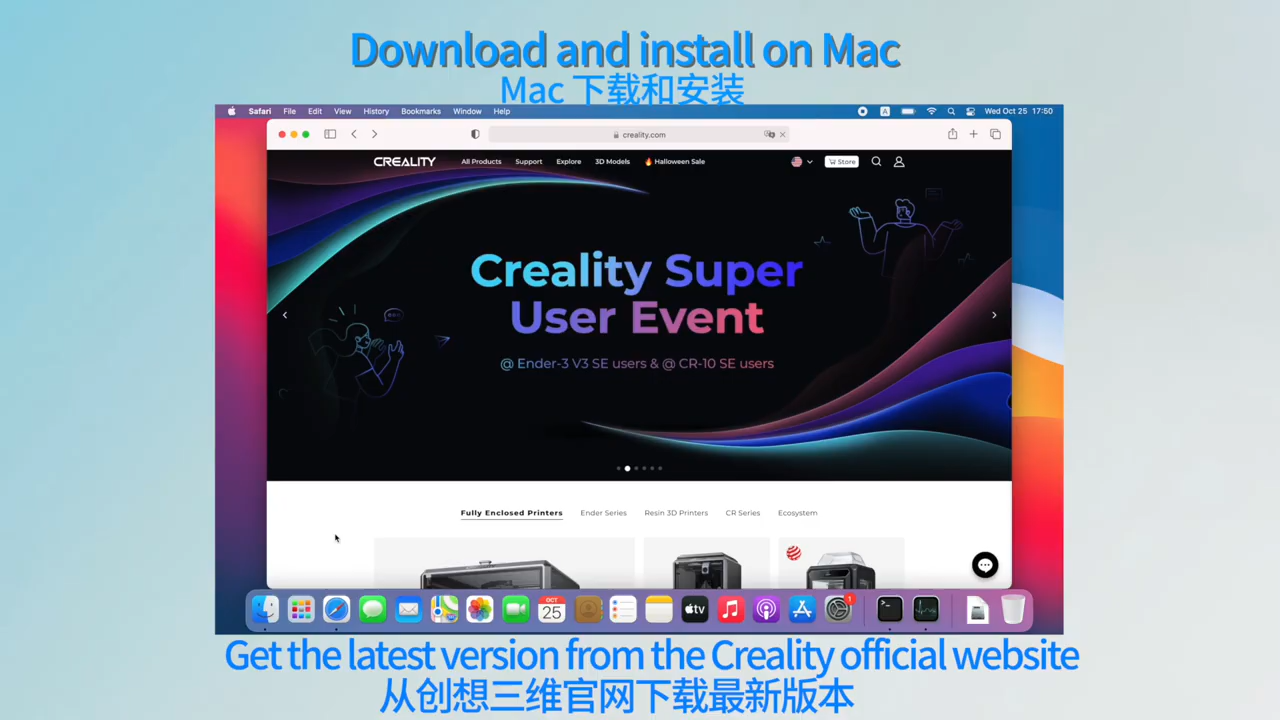 Download and install on Mac
Mac 下载和安装
Safari File Edit View History Bookmarks Window Help A Wed Oct 25 17:50
creality.com
CREALITY All Products Support Explore 3D Models Halloween Sale Store
Creality Super
User Event
@ Ender-3 V3 SE users & @ CR-10 SE users
Fully Enclosed Printers Ender Series Resin 3D Printers CR Series Ecosystem
OCT
25
tv
1
Get the latest version from the Creality official website
从创想三维官网下载最新版本